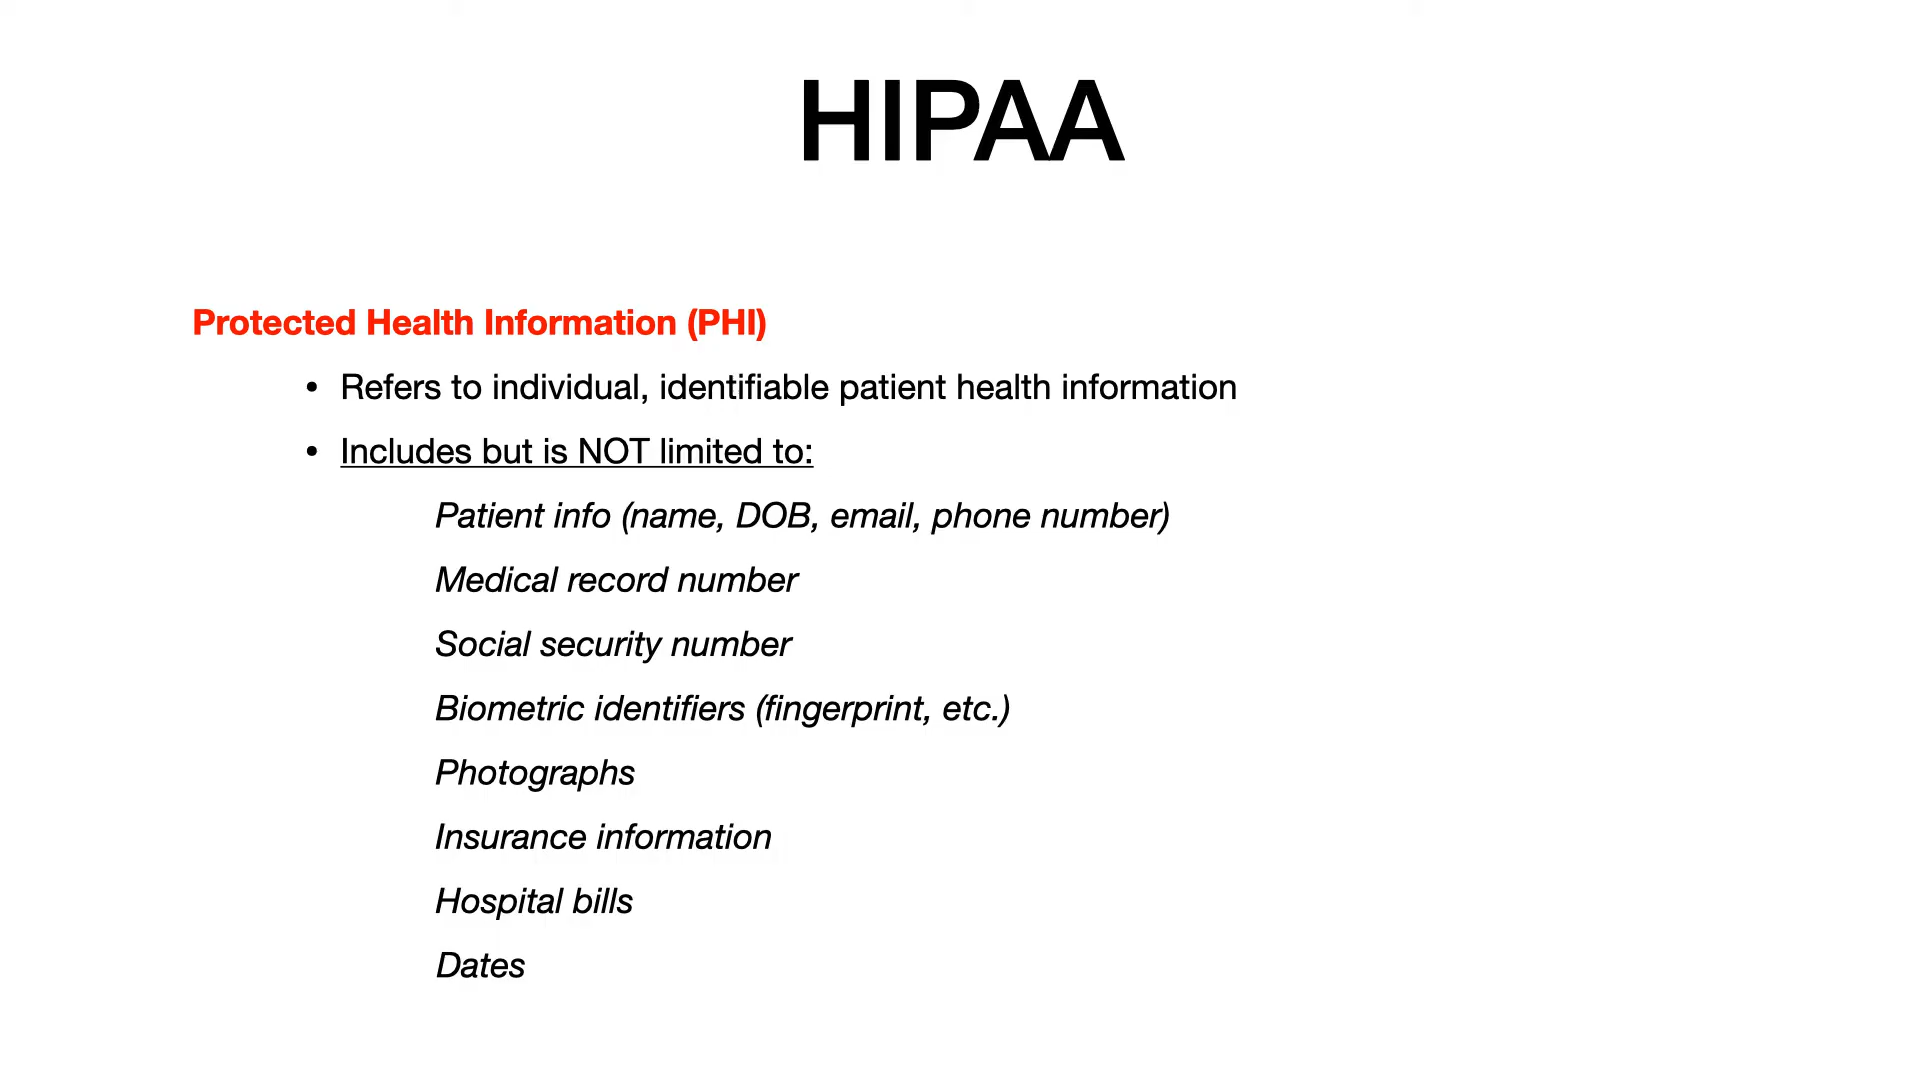 HIPAA
Protected Health Information (PHI)
• Refers to individual, identifiable patient health information
• Includes but is NOT limited to:
Patient info (name, DOB, email, phone number)
Medical record number
Social security number
Biometric identifiers (fingerprint, etc.)
Photographs
Insurance information
Hospital bills
Dates